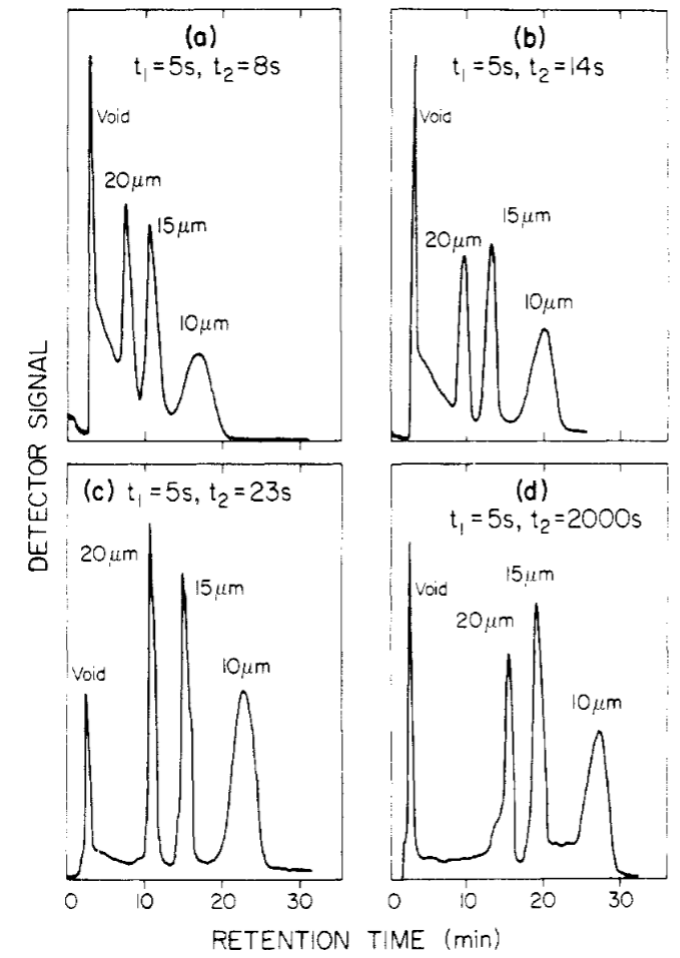 (a)
t₁ = 5s, t₂ = 8s
Void
20μm
15μm
10μm
(b)
t₁ = 5s, t₂ = 14s
Void
20μm
15μm
10μm
DETECTOR SIGNAL
(c) t₁ = 5s, t₂ = 23s
20μm
15μm
Void
10μm
0 10 20 30
(d)
t₁ = 5s, t₂ = 2000s
15μm
Void
20μm
10μm
0 10 20 30
RETENTION TIME (min)